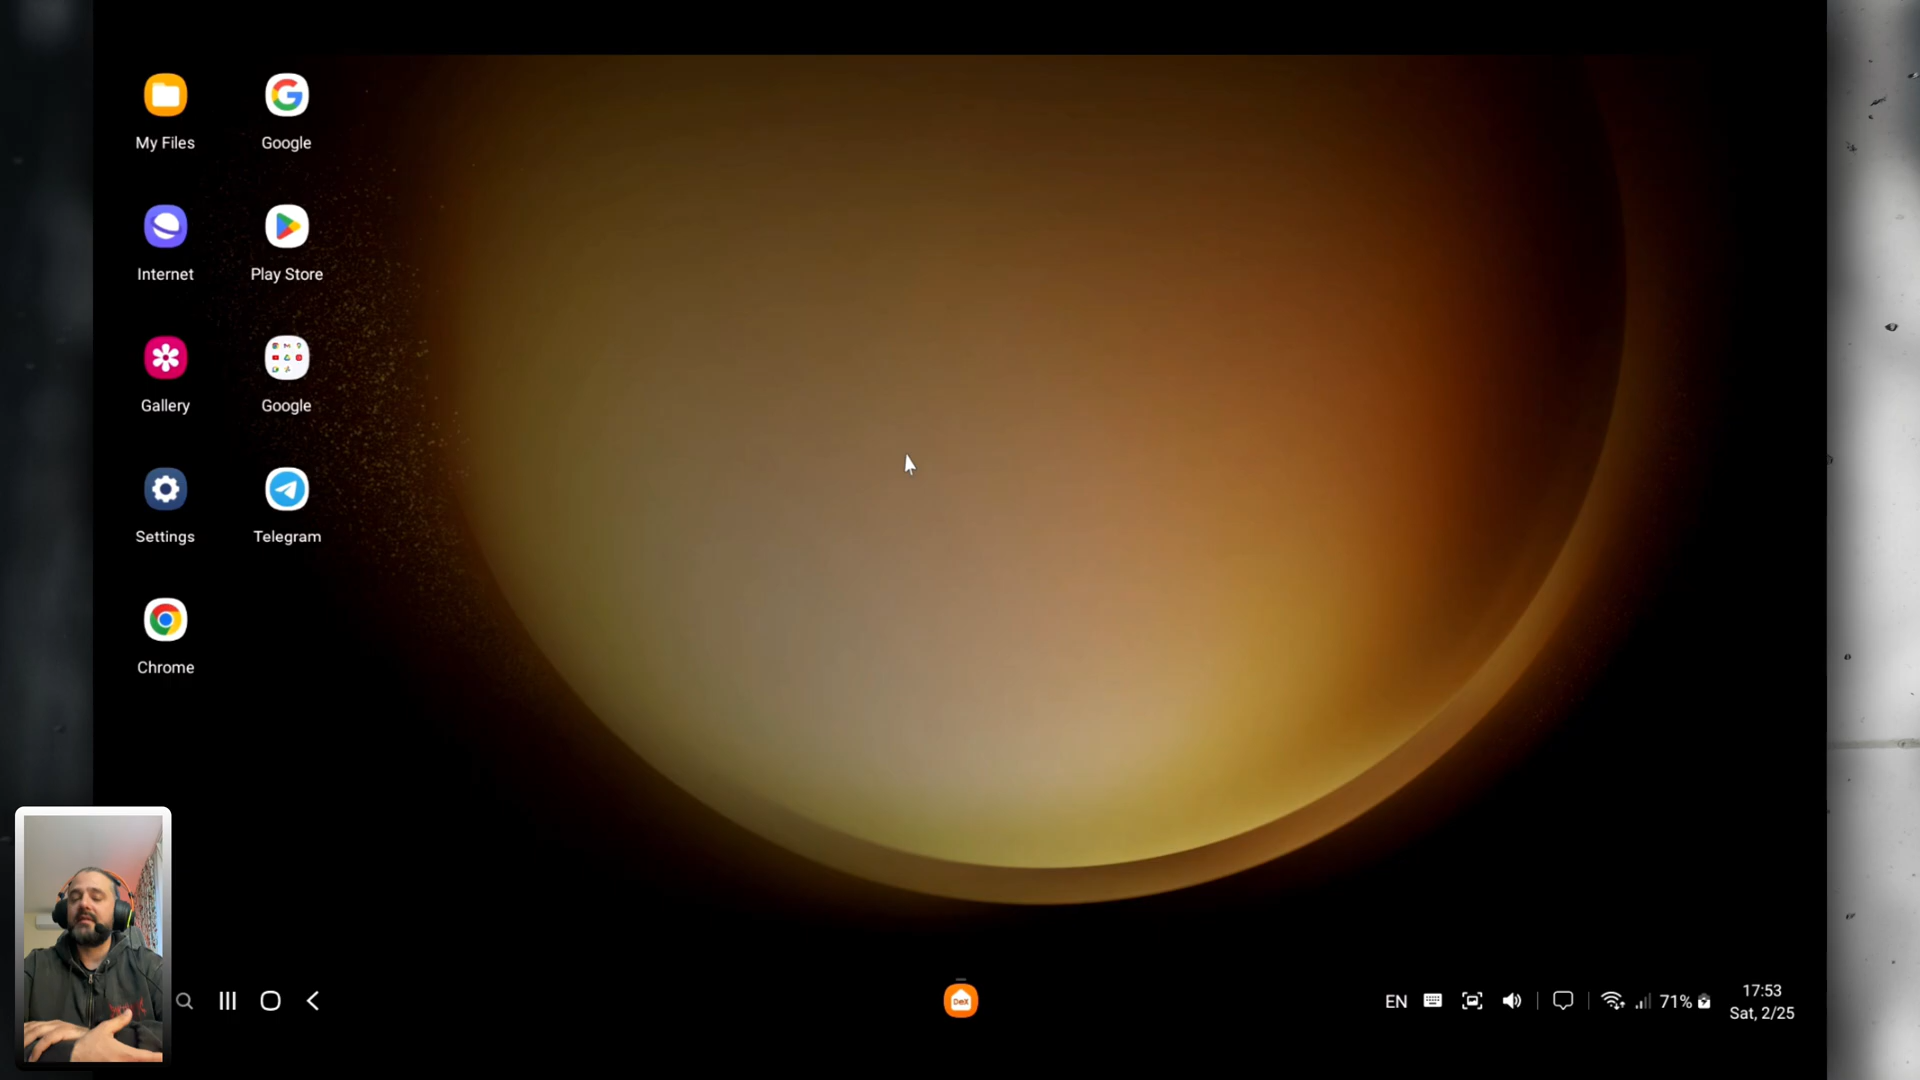 My Files
Google
Internet
Play Store
Gallery
Google
Settings
Telegram
Chrome
DeX
EN
71%
17:53
Sat, 2/25